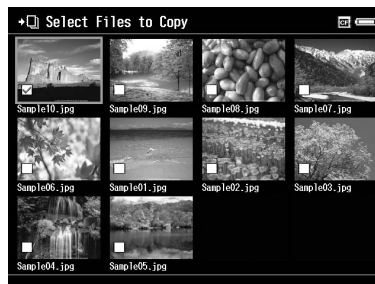 Select Files to Copy
CF
Sample10.jpg
Sample09.jpg
Sample08.jpg
Sample07.jpg
Sample06.jpg
Sample01.jpg
Sample02.jpg
Sample03.jpg
Sample04.jpg
Sample05.jpg